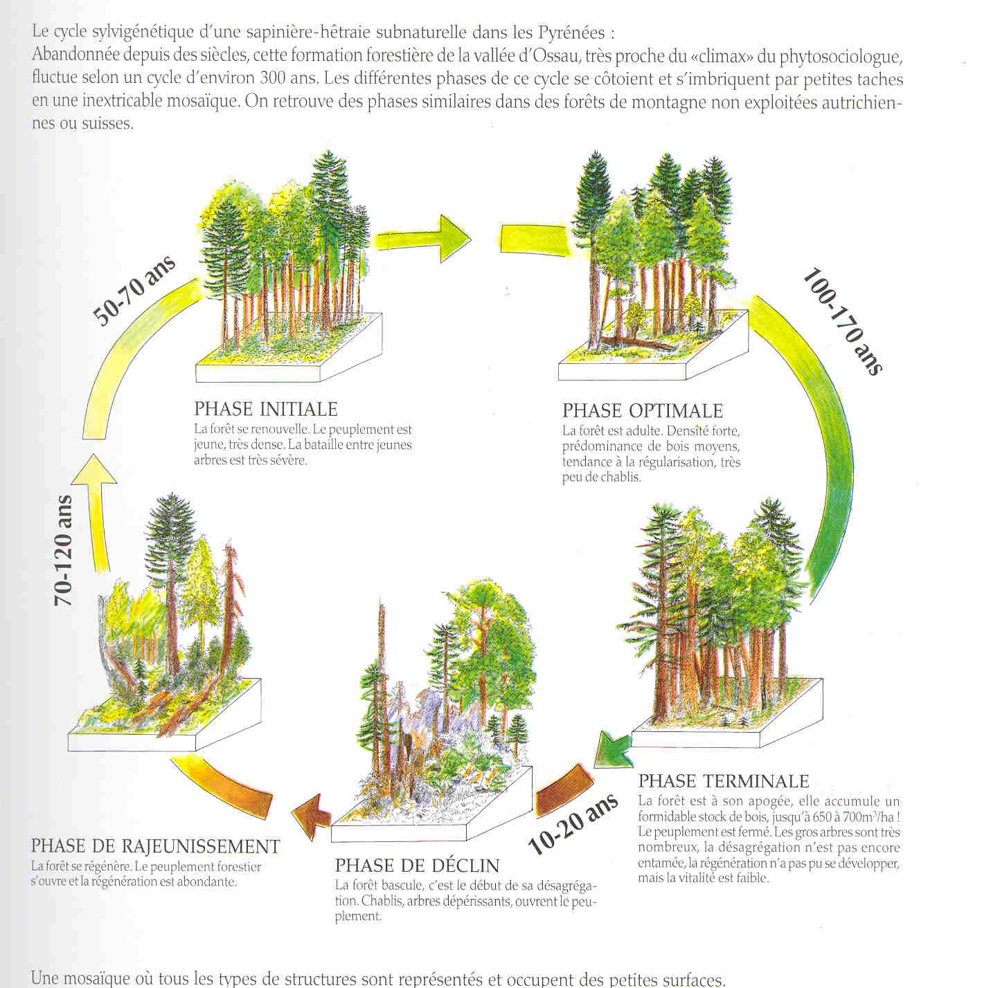 Le cycle sylvigénétique d'une sapinière-hêtraie subnaturelle dans les Pyrénées :
Abandonnée depuis des siècles, cette formation forestière de la vallée d'Ossau, très proche du «climax» du phytosociologue,
fluctue selon un cycle d'environ 300 ans. Les différentes phases de ce cycle se côtoient et s'imbriquent par petites taches
en une inextricable mosaïque. On retrouve des phases similaires dans des forêts de montagne non exploitées autrichien-
nes ou suisses.
50-70 ans
100-170 ans
PHASE INITIALE
La forêt se renouvelle. Le peuplement est
jeune, très dense. La bataille entre jeunes
arbres est très sévère.
PHASE OPTIMALE
La forêt est adulte. Densité forte,
prédominance de bois moyens,
tendance à la régularisation, très
peu de chablis.
70-120 ans
10-20 ans
PHASE TERMINALE
La forêt est à son apogée, elle accumule un
formidable stock de bois, jusqu'à 650 à 700m³/ha !
Le peuplement est fermé. Les gros arbres sont très
nombreux, la désagrégation n'est pas encore
entamée, la régénération n'a pas pu se développer,
mais la vitalité est faible.
PHASE DE RAJEUNISSEMENT
La forêt se régénère. Le peuplement forestier
s'ouvre et la régénération est abondante.
PHASE DE DÉCLIN
La forêt bascule, c'est le début de sa désagréga-
tion. Chablis, arbres dépérissants, ouvrent le peu-
plement.
Une mosaïque où tous les types de structures sont représentés et occupent des petites surfaces.